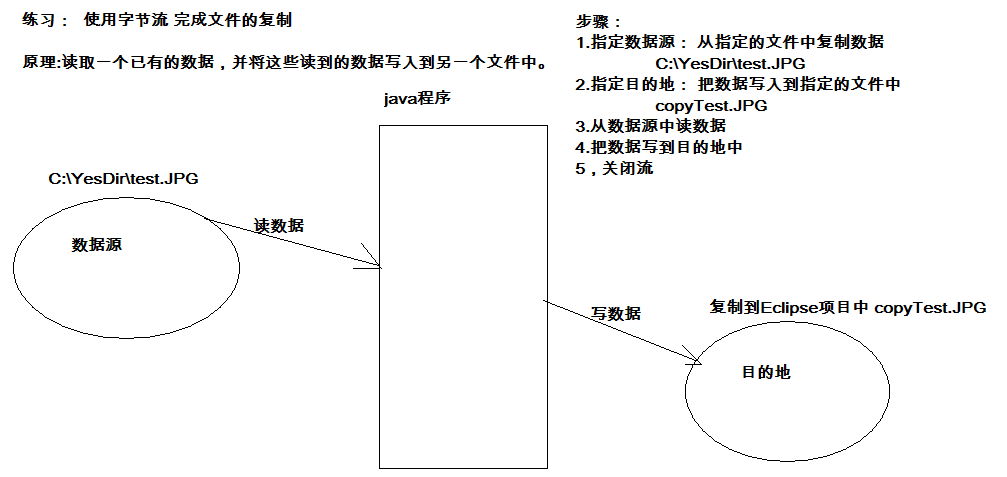 练习： 使用字节流 完成文件的复制
原理:读取一个已有的数据，并将这些读到的数据写入到另一个文件中。
步骤：
1.指定数据源： 从指定的文件中复制数据
C:\YesDir\test.JPG
2.指定目的地： 把数据写入到指定的文件中
copyTest.JPG
3.从数据源中读数据
4.把数据写到目的地中
5，关闭流
java程序
C:\YesDir\test.JPG
数据源
读数据
写数据
复制到Eclipse项目中 copyTest.JPG
目的地